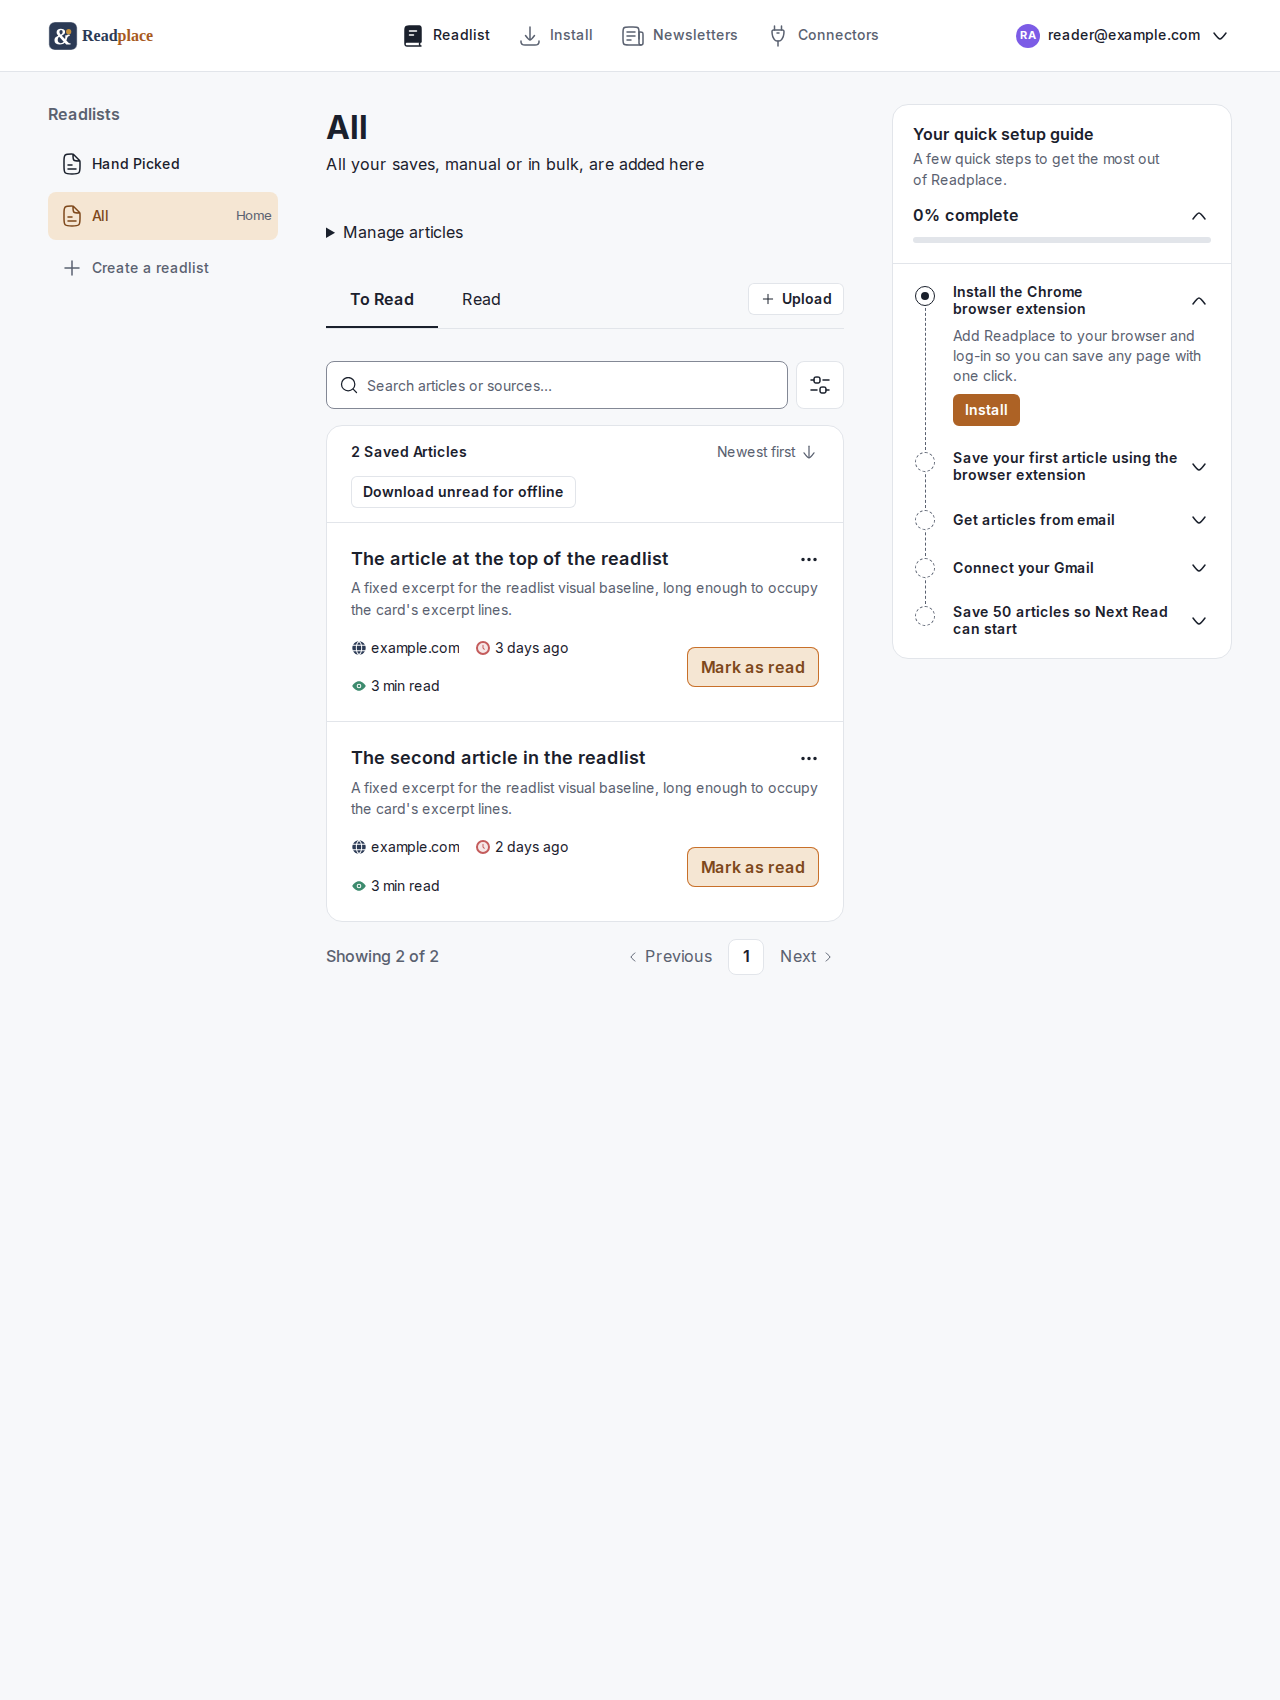 & Readplace
Readlist
Install
Newsletters
Connectors
RA reader@example.com
Readlists
Hand Picked
All Home
Create a readlist
All
All your saves, manual or in bulk, are added here
Manage articles
To Read
Read
Upload
Search articles or sources...
2 Saved Articles
Newest first
Download unread for offline
The article at the top of the readlist
A fixed excerpt for the readlist visual baseline, long enough to occupy
the card's excerpt lines.
example.com 3 days ago
3 min read
Mark as read
The second article in the readlist
A fixed excerpt for the readlist visual baseline, long enough to occupy
the card's excerpt lines.
example.com 2 days ago
3 min read
Mark as read
Showing 2 of 2
Previous 1 Next
Your quick setup guide
A few quick steps to get the most out
of Readplace.
0% complete
Install the Chrome
browser extension
Add Readplace to your browser and
log-in so you can save any page with
one click.
Install
Save your first article using the
browser extension
Get articles from email
Connect your Gmail
Save 50 articles so Next Read
can start